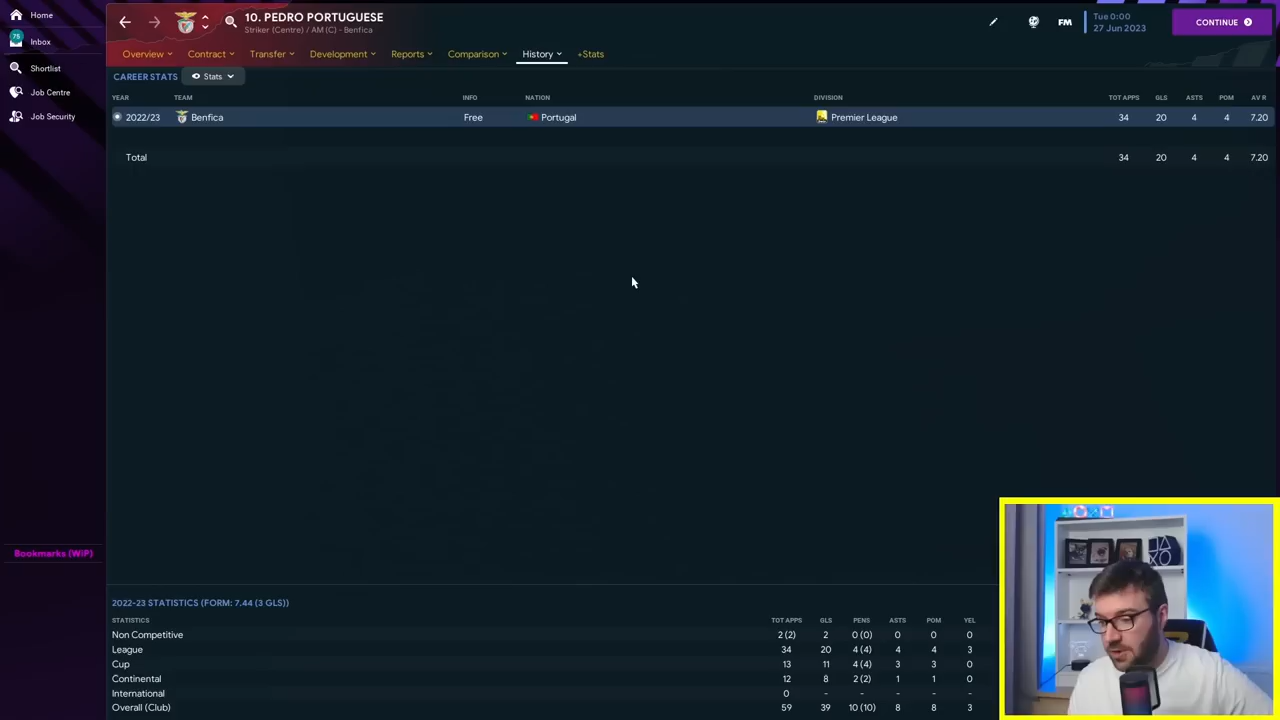 Home
10. PEDRO PORTUGUESE
Striker (Centre) / AM (C) - Benfica
FM
Tue 0:00
27 Jun 2023
CONTINUE
75
Inbox
Shortlist
Job Centre
Job Security
Bookmarks (WIP)
Overview Contract Transfer Development Reports Comparison History +Stats
CAREER STATS Stats
YEAR TEAM INFO NATION DIVISION TOT APPS GLS ASTS POM AV R
2022/23 Benfica Free Portugal Premier League 34 20 4 4 7.20
Total 34 20 4 4 7.20
2022-23 STATISTICS (FORM: 7.44 (3 GLS))
STATISTICS TOT APPS GLS PENS ASTS POM YEL
Non Competitive 2 (2) 2 0 (0) 0 0 0
League 34 20 4 (4) 4 4 3
Cup 13 11 4 (4) 3 3 0
Continental 12 8 2 (2) 1 1 0
International 0 - - - - -
Overall (Club) 59 39 10 (10) 8 8 3